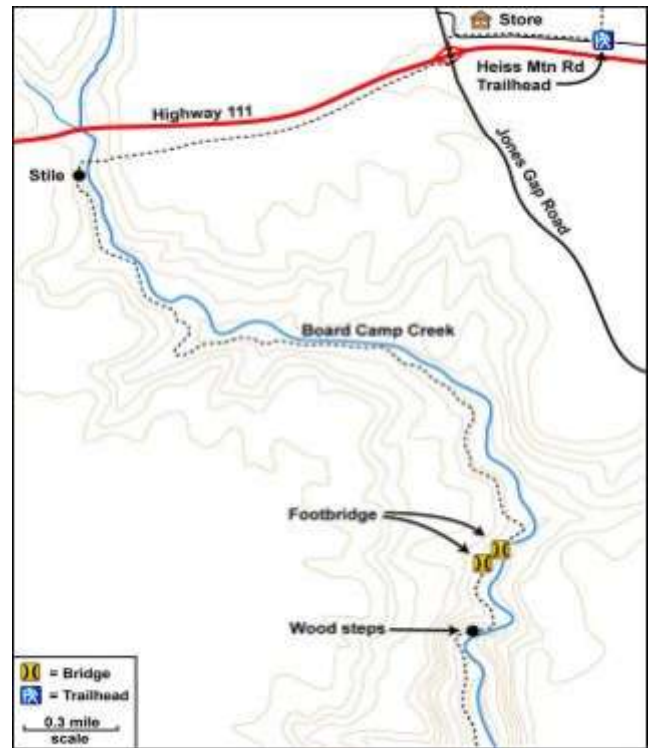 Store
Heiss Mtn Rd
Trailhead
Highway 111
Jones Gap Road
Stile
Board Camp Creek
Footbridge
Wood steps
= Bridge
= Trailhead
0.3 mile
scale